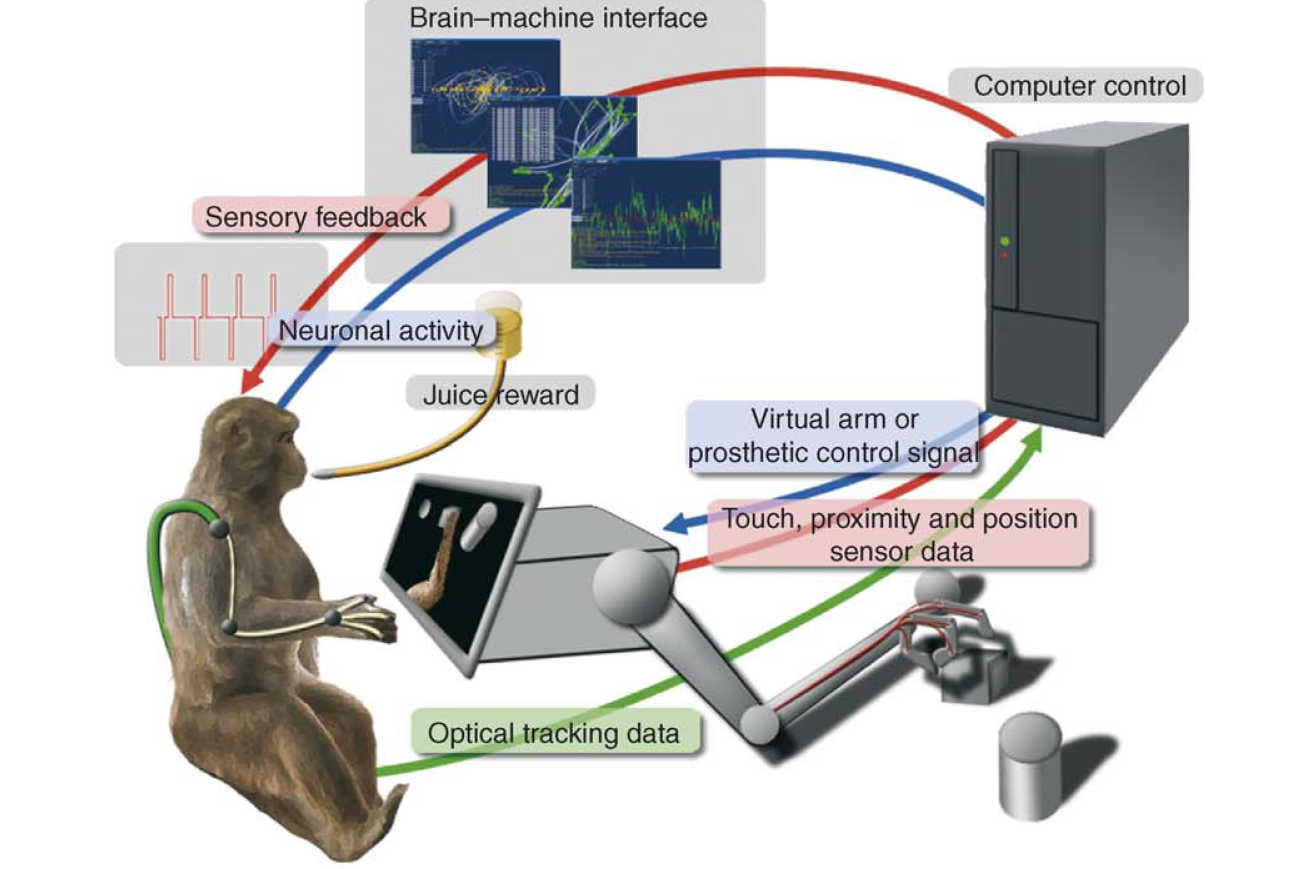 Brain–machine interface
Computer control
Sensory feedback
Neuronal activity
Juice reward
Virtual arm or
prosthetic control signal
Touch, proximity and position
sensor data
Optical tracking data